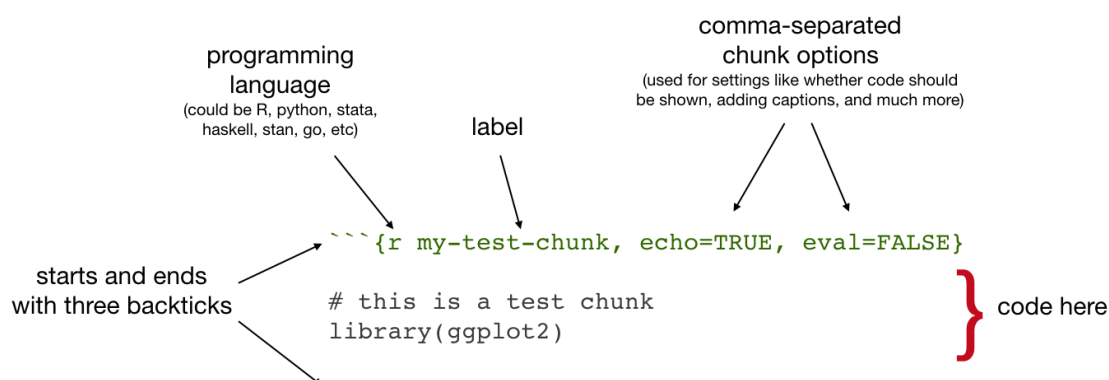 programming
language
(could be R, python, stata,
haskell, stan, go, etc)
label
comma-separated
chunk options
(used for settings like whether code should
be shown, adding captions, and much more)
```{r my-test-chunk, echo=TRUE, eval=FALSE}
starts and ends
with three backticks
# this is a test chunk
library(ggplot2)
code here